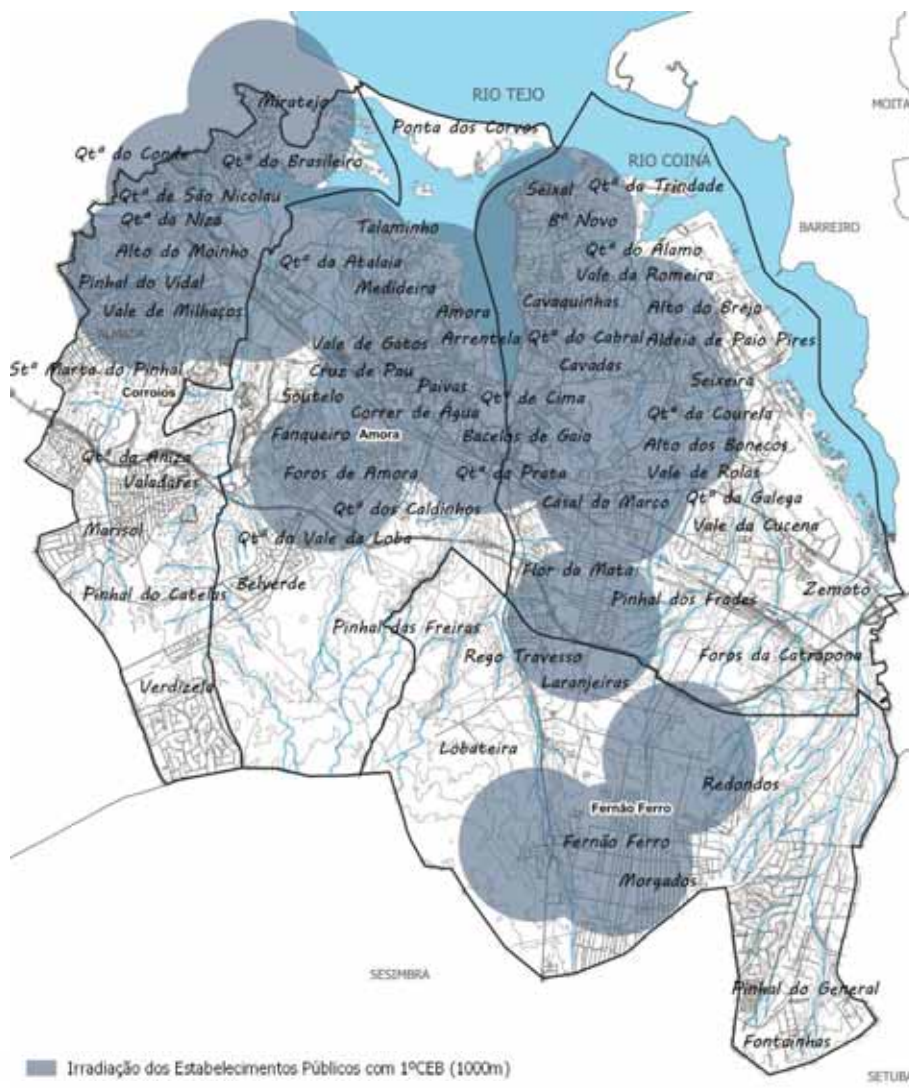 RIO TEJO
MOITA
Miratejo
Ponta dos Corvos
Qtª do Conde
Qtª do Brasileiro
RIO COINA
Qtª de São Nicolau
Seixal
Qtª da Trindade
Qtª da Niza
Talaminho
Bª Novo
BARREIRO
Alto do Moinho
Qtª da Atalaia
Qtª do Álamo
Pinhal do Vidal
Medideira
Vale da Romeira
Vale de Milhaços
Amora
Cavaquinhas
Alto do Brejo
ALMADA
Vale de Gatos
Arrentela
Qtª do Cabral
Aldeia de Paio Pires
Stª Marta do Pinhal
Cruz de Pau
Cavadas
Corroios
Soutelo
Paivas
Qtª de Cima
Seixeira
Correr de Água
Qtª da Courela
Fanqueiro
Amora
Bacelos de Gaio
Alto dos Bonecos
Qtª da Aniza
Foros de Amora
Qtª da Prata
Vale de Rolas
Valadares
Casal do Marco
Qtª da Galega
Marisol
Qtª dos Caldinhos
Vale da Cucena
Qtª da Vale da Loba
Flor da Mata
Pinhal do Catelas
Belverde
Pinhal dos Frades
Zemoto
Pinhal das Freiras
Rego Travesso
Foros da Catrapona
Verdizela
Laranjeiras
Lobateira
Redondos
Fernão Ferro
Fernão Ferro
Morgados
SESIMBRA
Pinhal do General
Fontaínhas
Irradiação dos Estabelecimentos Públicos com 1ºCEB (1000m)
SETUBA